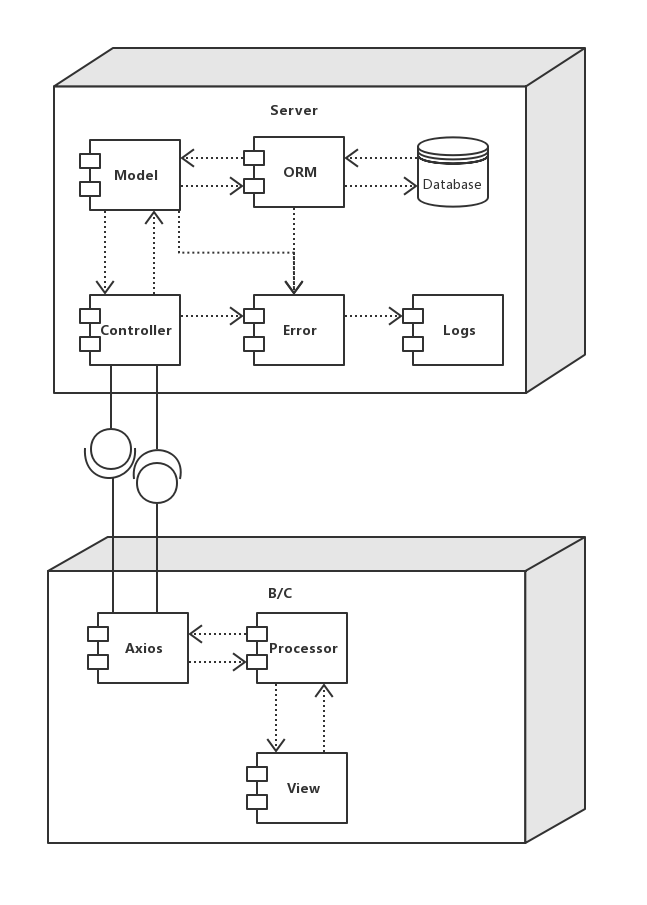 Server
Model
ORM
Database
Controller
Error
Logs
B/C
Axios
Processor
View